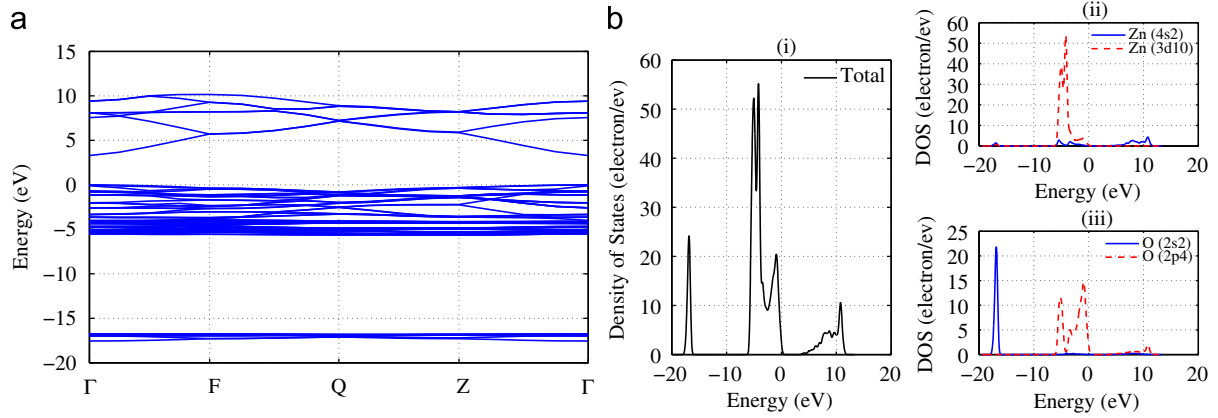 a
15
10
5
0
−5
−10
−15
−20
Energy (eV)
Γ
F
Q
Z
Γ
b
(i)
Total
60
50
40
30
20
10
0
Density of States (electron/ev)
−20
−10
0
10
20
Energy (eV)
(ii)
Zn (4s2)
Zn (3d10)
60
50
40
30
20
10
0
DOS (electron/ev)
−20
−10
0
10
20
Energy (eV)
(iii)
O (2s2)
O (2p4)
25
20
15
10
5
0
DOS (electron/ev)
−20
−10
0
10
20
Energy (eV)